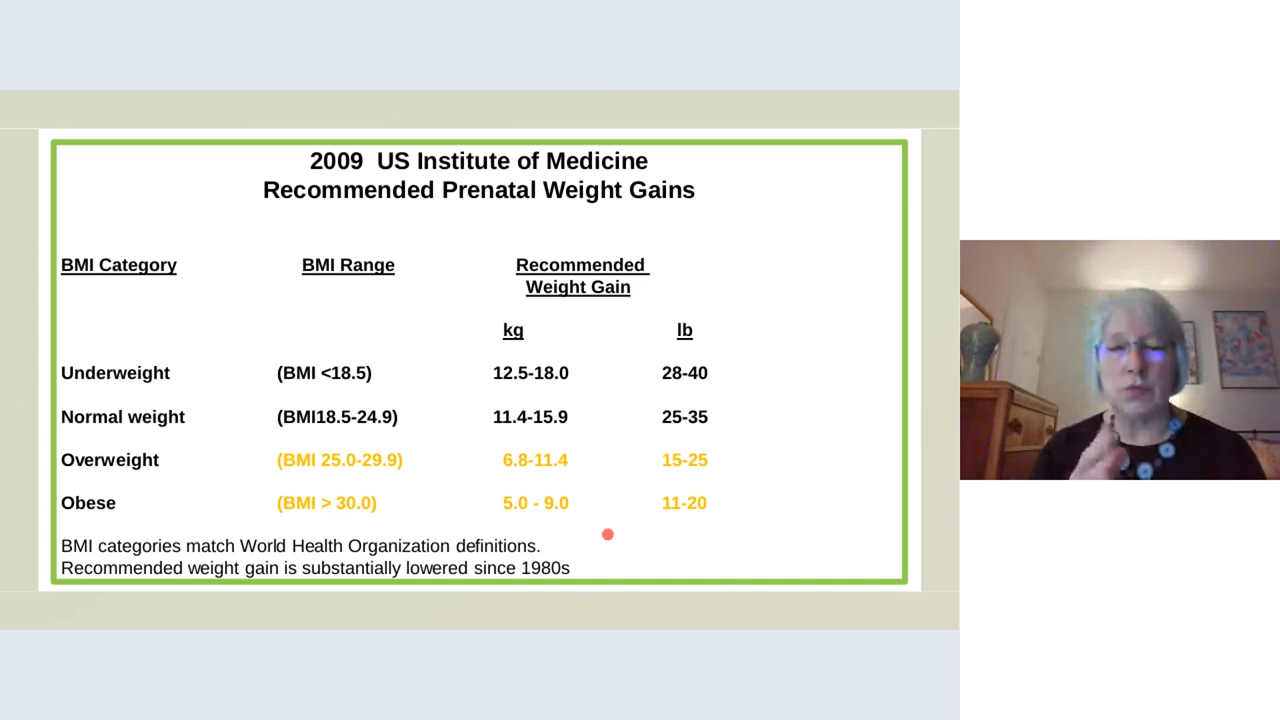 2009  US Institute of Medicine
Recommended Prenatal Weight Gains
BMI Category BMI Range Recommended
Weight Gain
kg lb
Underweight (BMI <18.5) 12.5-18.0 28-40
Normal weight (BMI18.5-24.9) 11.4-15.9 25-35
Overweight (BMI 25.0-29.9) 6.8-11.4 15-25
Obese (BMI > 30.0) 5.0 - 9.0 11-20
BMI categories match World Health Organization definitions.
Recommended weight gain is substantially lowered since 1980s